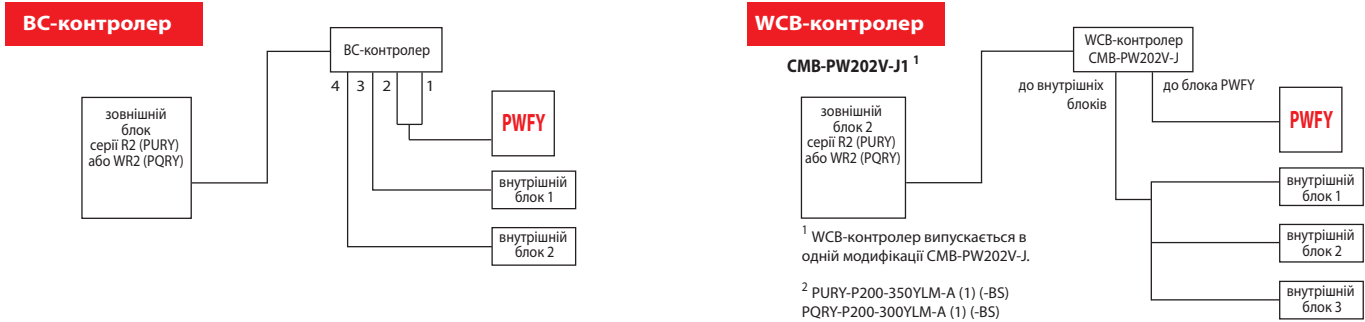 BC-контролер
BC-контролер
4 3 2 1
зовнішній
блок
серії R2 (PURY)
або WR2 (PQRY)
PWFY
внутрішній
блок 1
внутрішній
блок 2
WCB-контролер
CMB-PW202V-J1 ¹
WCB-контролер
CMB-PW202V-J
до внутрішніх
блоків
до блока PWFY
зовнішній
блок 2
серії R2 (PURY)
або WR2 (PQRY)
PWFY
внутрішній
блок 1
внутрішній
блок 2
внутрішній
блок 3
¹ WCB-контролер випускається в
одній модифікації CMB-PW202V-J.
² PURY-P200-350YLM-A (1) (-BS)
PQRY-P200-300YLM-A (1) (-BS)